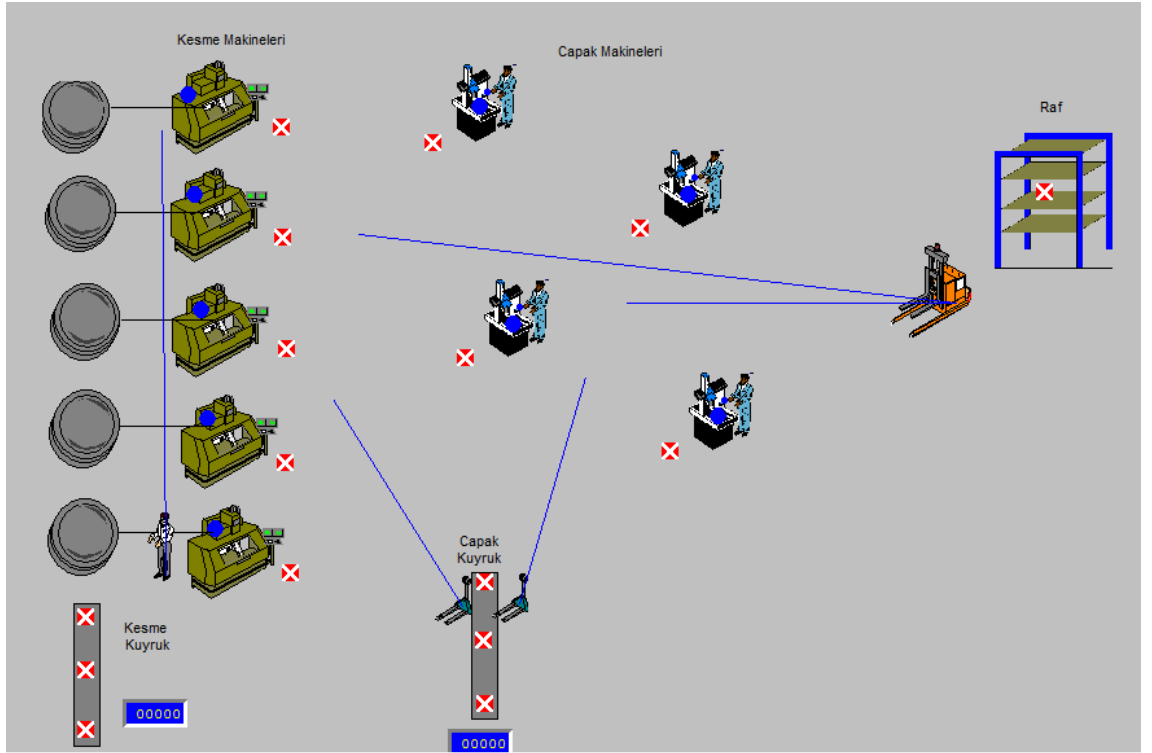 Kesme Makineleri
Capak Makineleri
Raf
Capak
Kuyruk
Kesme
Kuyruk
00000
00000